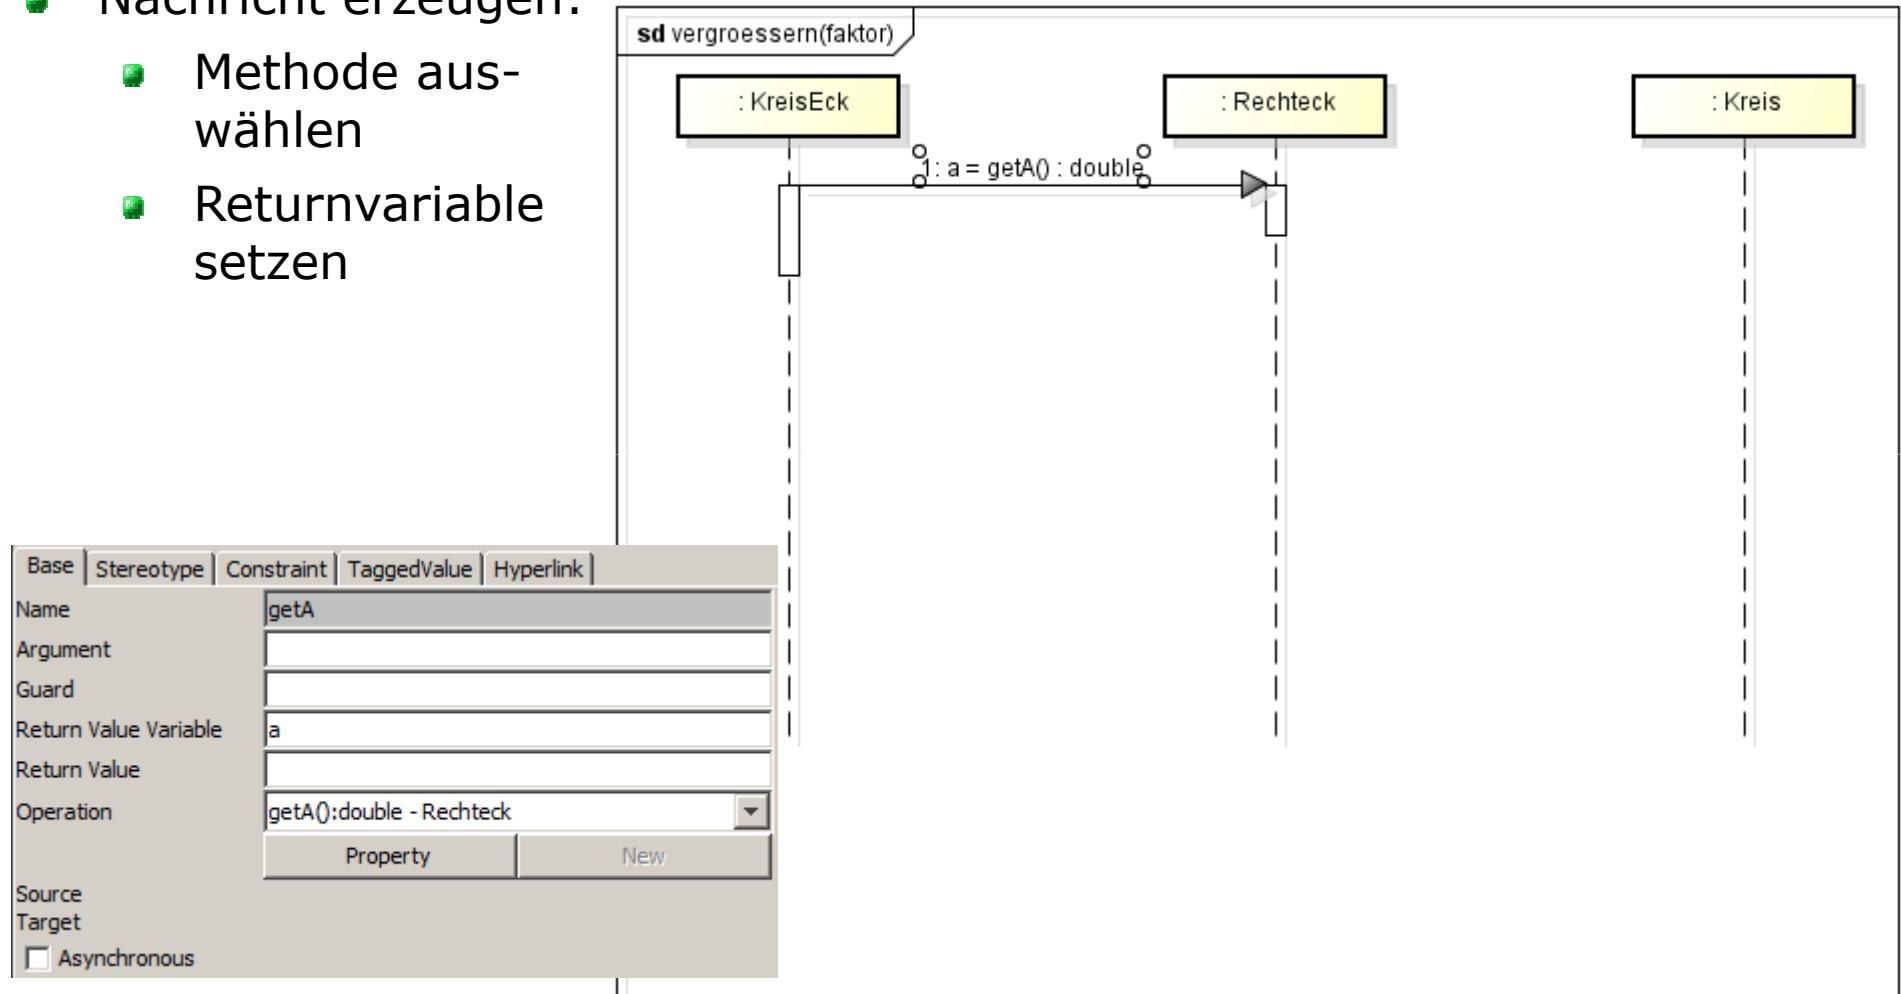 Nachricht erzeugen:
Methode aus-
wählen
Returnvariable
setzen
sd vergroessern(faktor)
: KreisEck
: Rechteck
: Kreis
1: a = getA() : double
Base Stereotype Constraint TaggedValue Hyperlink
Name getA
Argument
Guard
Return Value Variable a
Return Value
Operation getA():double - Rechteck
Property New
Source
Target
Asynchronous